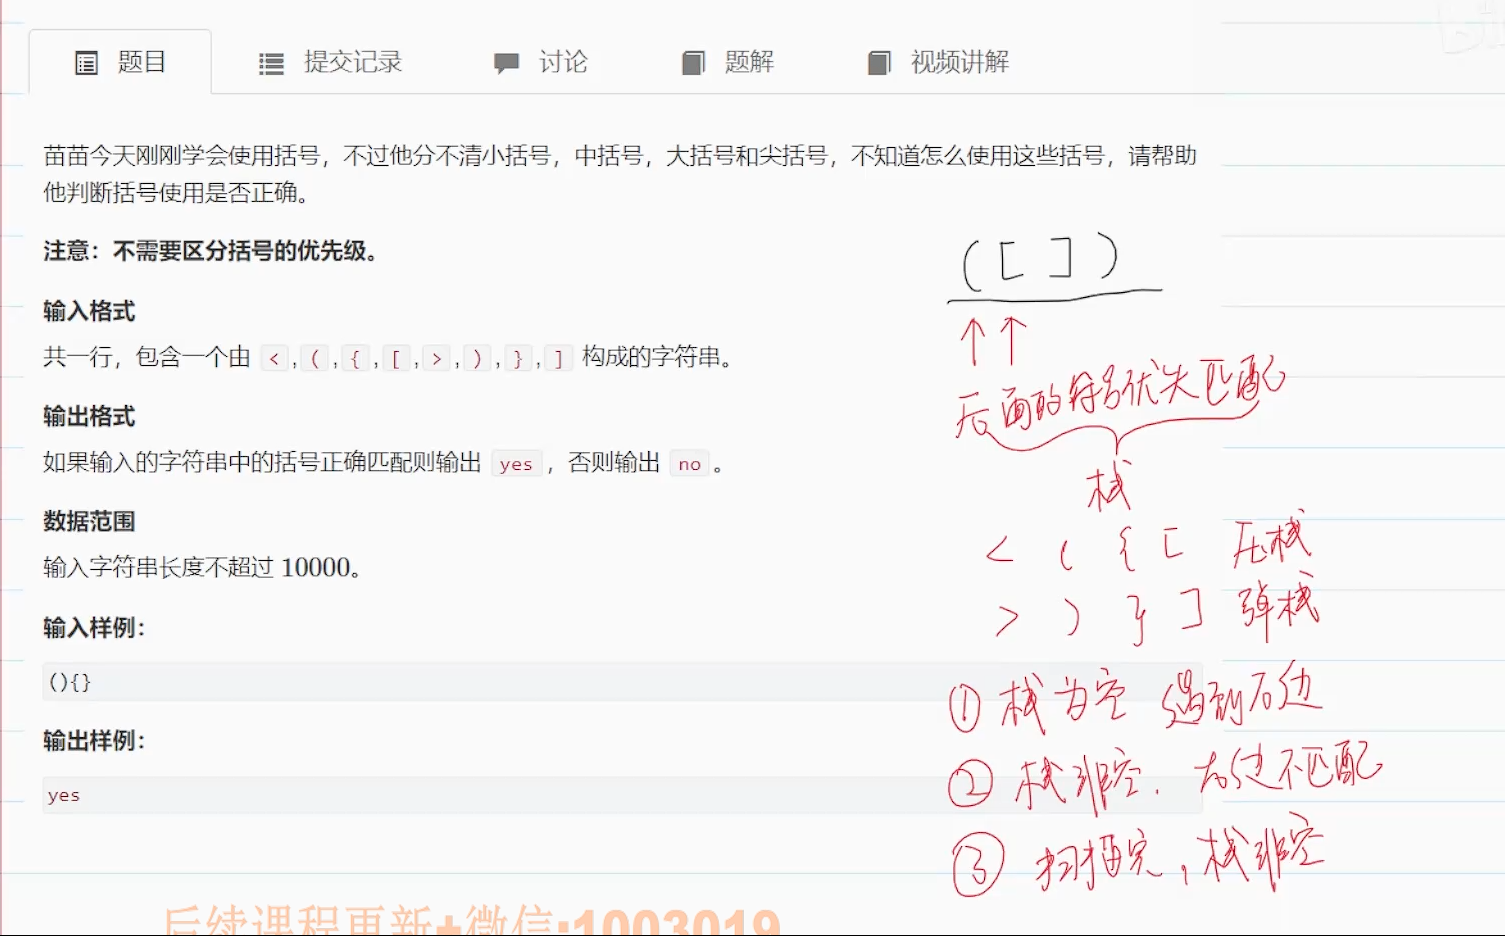 题目 提交记录 讨论 题解 视频讲解
苗苗今天刚刚学会使用括号，不过他分不清小括号，中括号，大括号和尖括号，不知道怎么使用这些括号，请帮助
他判断括号使用是否正确。
注意：不需要区分括号的优先级。
([])
输入格式
共一行，包含一个由 <,(,{,[,>,),},] 构成的字符串。
后面的符号优先匹配
输出格式
如果输入的字符串中的括号正确匹配则输出 yes，否则输出 no。
栈
数据范围
< ( { [ 压栈
输入字符串长度不超过 10000。
> ) } ] 弹栈
输入样例：
(){}
① 栈为空 遇到右边
输出样例：
② 栈非空. 右边不匹配
yes
③ 扫描完, 栈非空
后续课程更新+微信:1003019